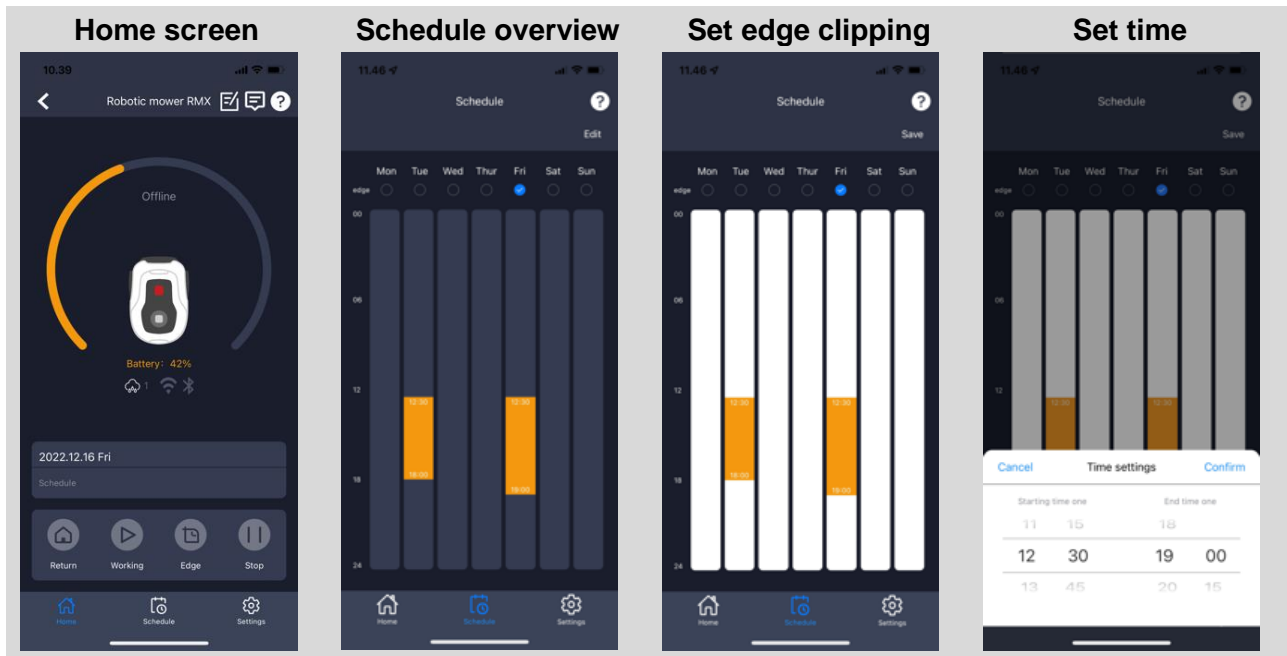 Home screen
10.39
Robotic mower RMX ?
Offline
Battery: 42%
1
2022.12.16 Fri
Schedule
Return Working Edge Stop
Home Schedule Settings
Schedule overview
11.46
Schedule ?
Edit
Mon Tue Wed Thur Fri Sat Sun
edge
00
06
12
12:30 12:30
18:00
18
19:00
24
Home Schedule Settings
Set edge clipping
11.46
Schedule ?
Save
Mon Tue Wed Thur Fri Sat Sun
edge
00
06
12
12:30 12:30
18:00
18
19:00
24
Home Schedule Settings
Set time
11.46
Schedule ?
Save
Mon Tue Wed Thur Fri Sat Sun
edge
00
06
12
12:30 12:30
Cancel Time settings Confirm
Starting time one End time one
11 15 18
12 30 19 00
13 45 20 15